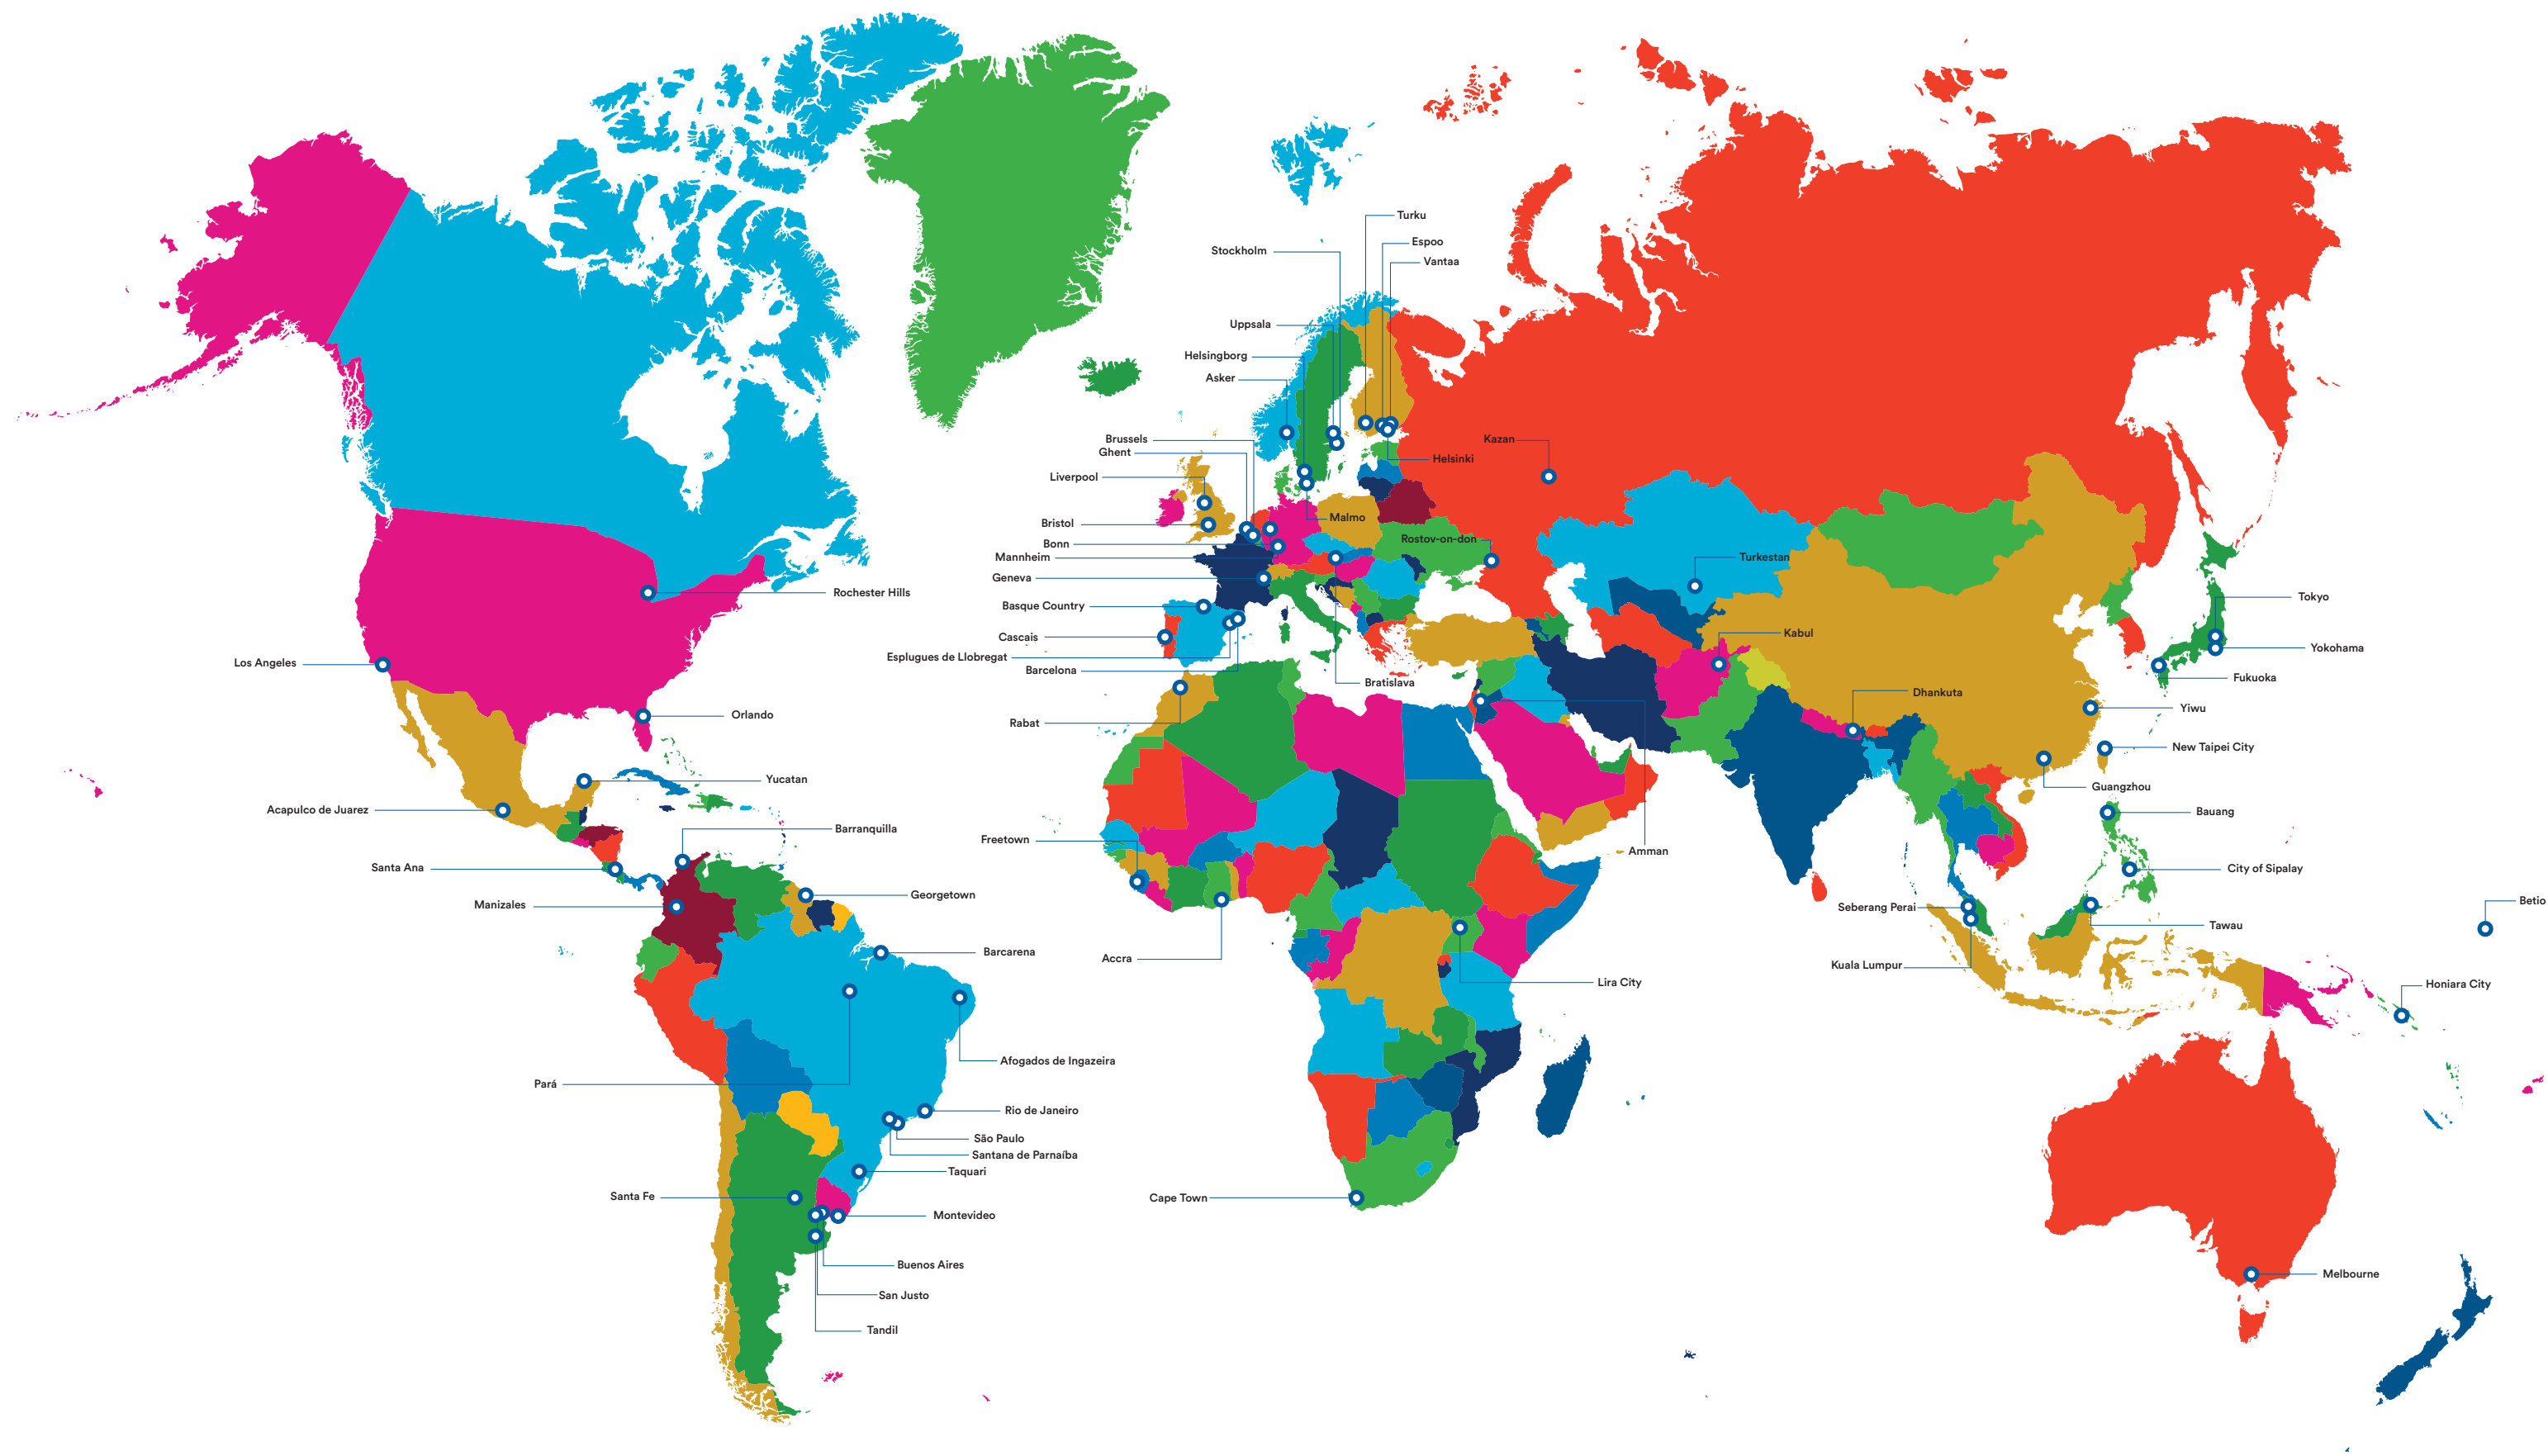 Turku
Espoo
Stockholm
Vantaa
Uppsala
Helsingborg
Asker
Brussels
Ghent
Kazan
Helsinki
Liverpool
Malmo
Bristol
Rostov-on-don
Bonn
Mannheim
Turkestan
Geneva
Rochester Hills
Tokyo
Basque Country
Kabul
Cascais
Yokohama
Esplugues de Llobregat
Los Angeles
Barcelona
Fukuoka
Bratislava
Dhankuta
Yiwu
Orlando
Rabat
New Taipei City
Yucatan
Guangzhou
Acapulco de Juarez
Bauang
Barranquilla
Freetown
Amman
Santa Ana
City of Sipalay
Georgetown
Betio
Manizales
Seberang Perai
Tawau
Barcarena
Accra
Kuala Lumpur
Lira City
Honiara City
Afogados de Ingazeira
Pará
Rio de Janeiro
São Paulo
Santana de Parnaíba
Taquari
Santa Fe
Cape Town
Montevideo
Buenos Aires
Melbourne
San Justo
Tandil